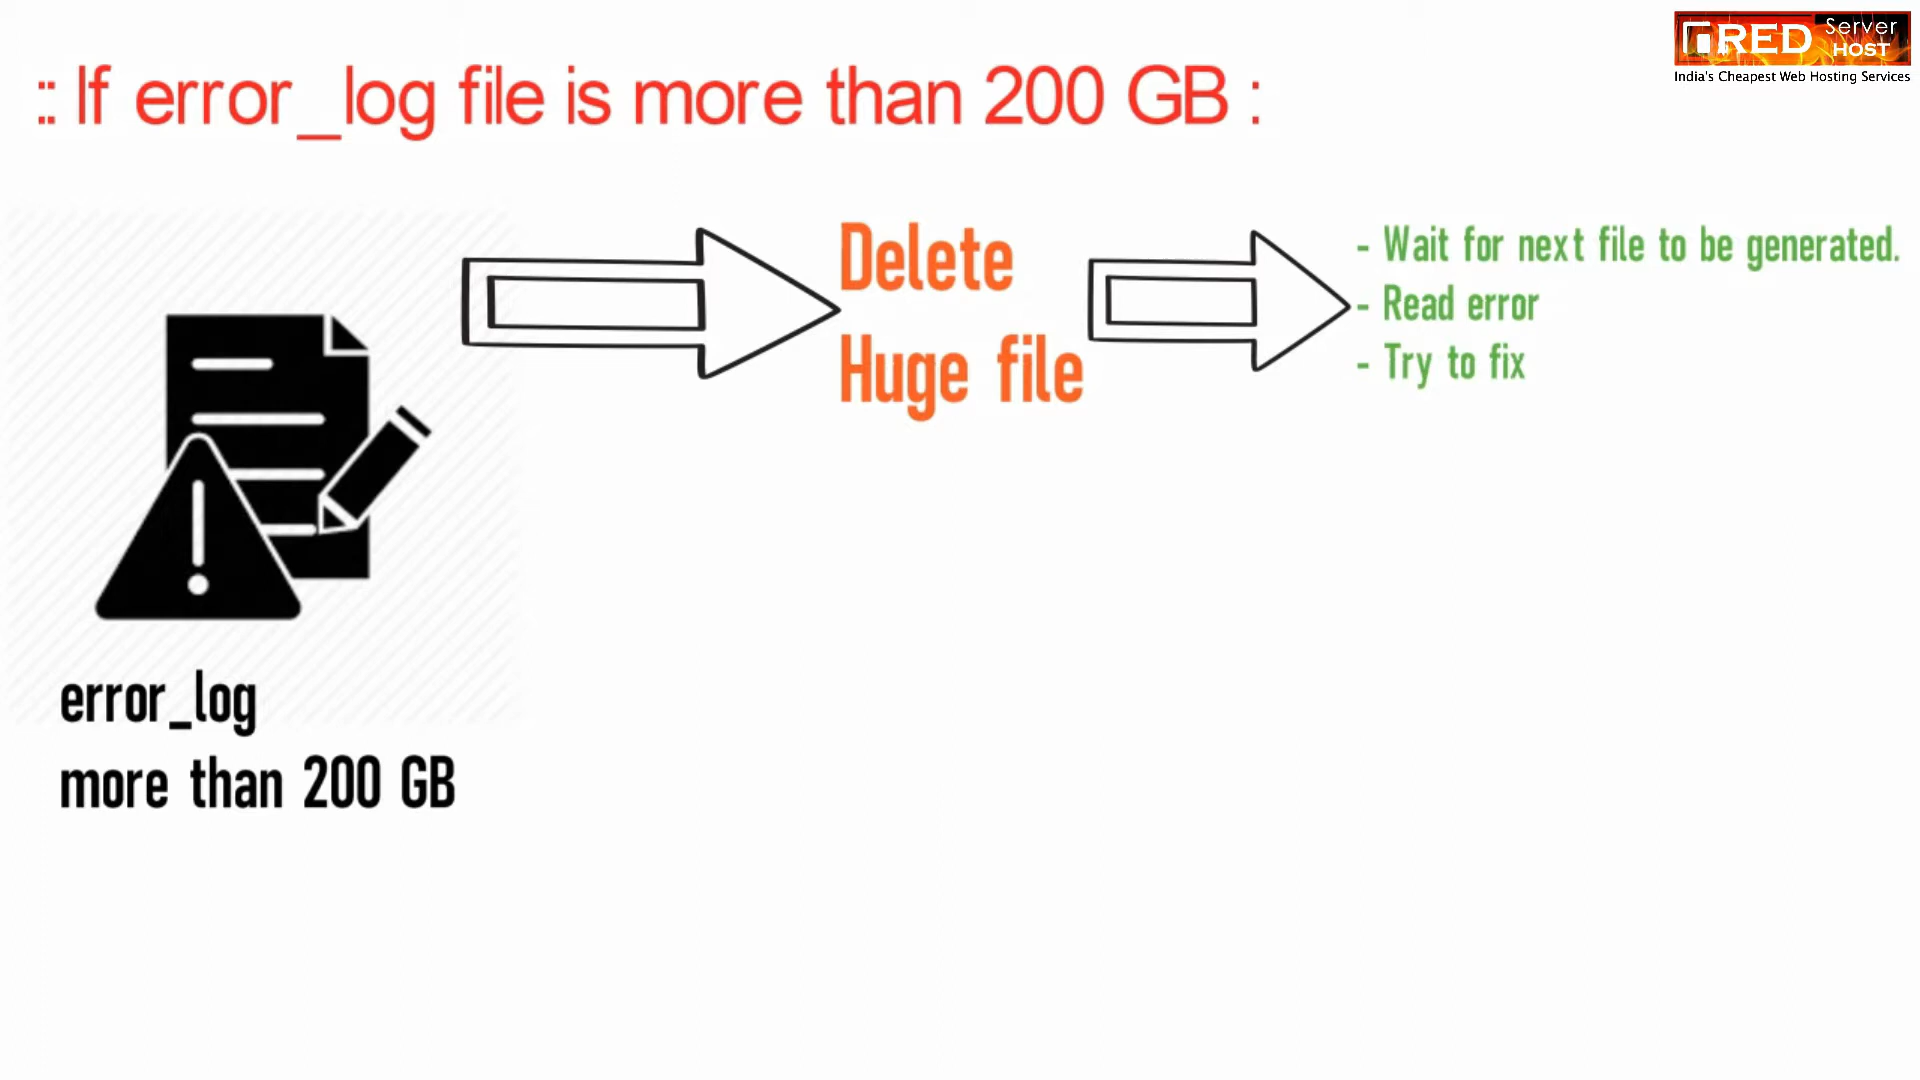 :: If error_log file is more than 200 GB :
RED Server HOST
India's Cheapest Web Hosting Services
Delete
Huge file
- Wait for next file to be generated.
- Read error
- Try to fix
error_log
more than 200 GB